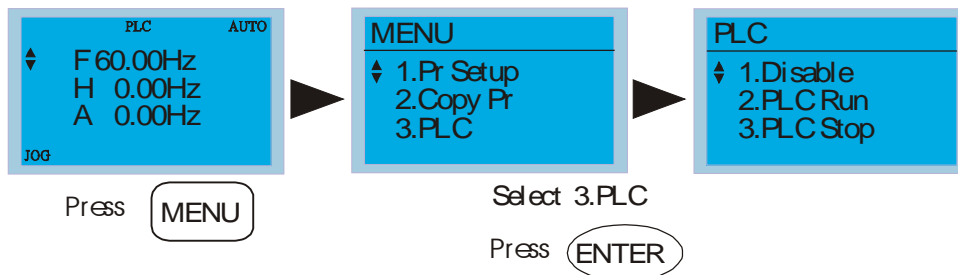 PLC AUTO
F 60.00Hz
H 0.00Hz
A 0.00Hz
JOG
Press MENU
MENU
1.Pr Setup
2.Copy Pr
3.PLC
Select 3.PLC
Press ENTER
PLC
1.Disable
2.PLC Run
3.PLC Stop